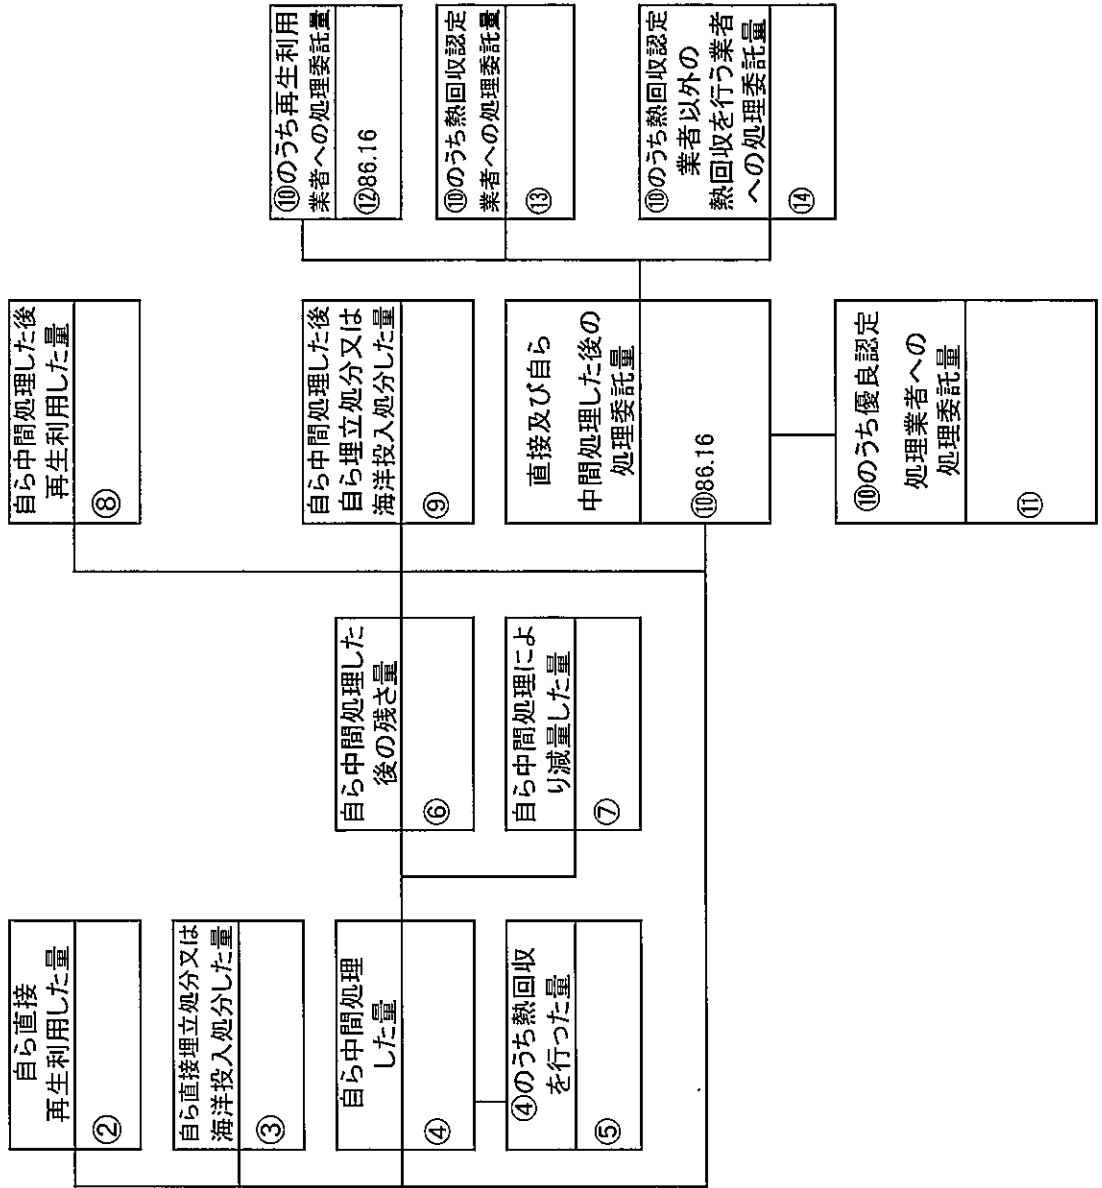 自ら直接
再生利用した量
②
自ら直接埋立処分又は
海洋投入処分した量
③
自ら中間処理
した量
④
④のうち熱回収
を行った量
⑤
自ら中間処理した
後の残さ量
⑥
自ら中間処理によ
り減量した量
⑦
自ら中間処理した後
再生利用した量
⑧
自ら中間処理した後
自ら埋立処分又は
海洋投入処分した量
⑨
直接及び自ら
中間処理した後の
処理委託量
⑩86.16
⑩のうち優良認定
処理業者への
処理委託量
⑪
⑩のうち再生利用
業者への処理委託量
⑫86.16
⑩のうち熱回収認定
業者への処理委託量
⑬
⑩のうち熱回収認定
業者以外の
熱回収を行う業者
への処理委託量
⑭